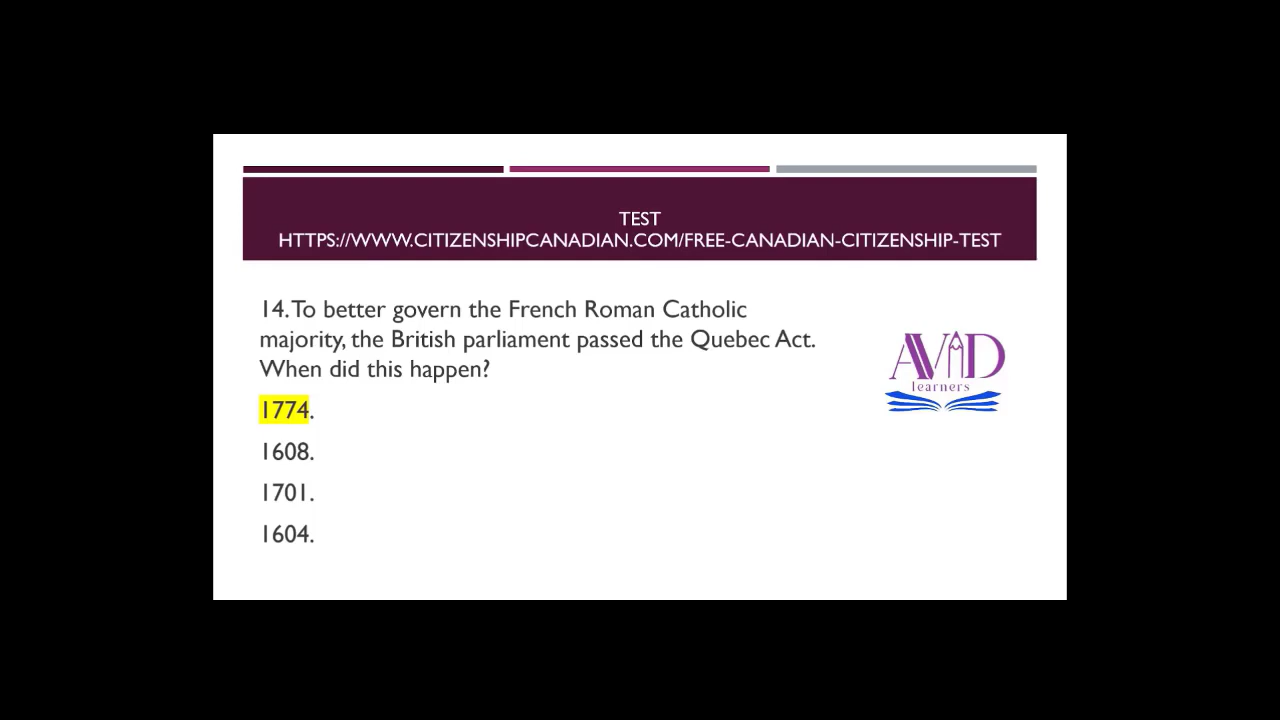 TEST
HTTPS://WWW.CITIZENSHIPCANADIAN.COM/FREE-CANADIAN-CITIZENSHIP-TEST
14. To better govern the French Roman Catholic
majority, the British parliament passed the Quebec Act.
When did this happen?
1774.
1608.
1701.
1604.
AVID
learners